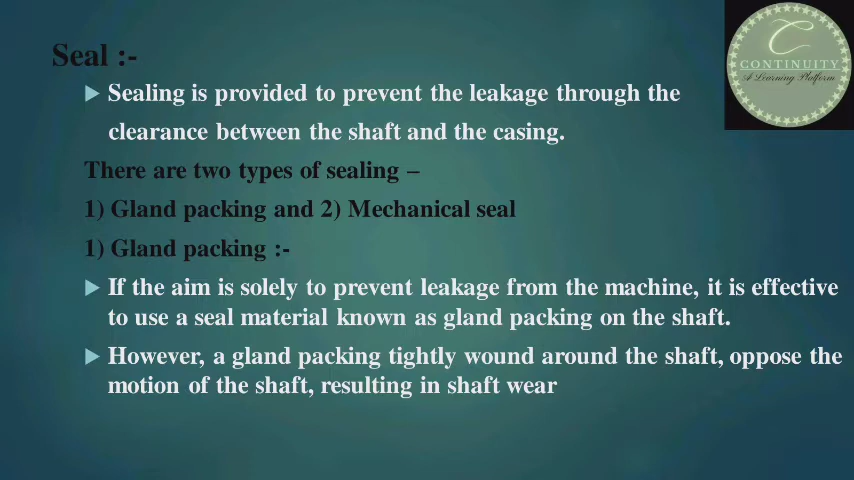 Seal :-
Sealing is provided to prevent the leakage through the
clearance between the shaft and the casing.
There are two types of sealing –
1) Gland packing and 2) Mechanical seal
1) Gland packing :-
If the aim is solely to prevent leakage from the machine, it is effective
to use a seal material known as gland packing on the shaft.
However, a gland packing tightly wound around the shaft, oppose the
motion of the shaft, resulting in shaft wear
C
CONTINUITY
A Learning Platform